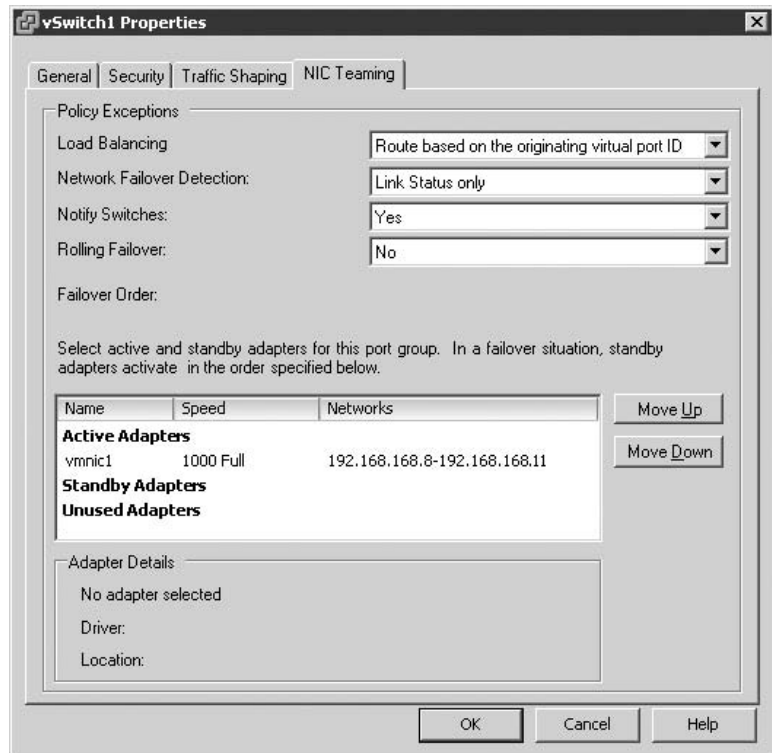 vSwitch1 Properties
General Security Traffic Shaping NIC Teaming
Policy Exceptions
Load Balancing Route based on the originating virtual port ID
Network Failover Detection: Link Status only
Notify Switches: Yes
Rolling Failover: No
Failover Order:
Select active and standby adapters for this port group. In a failover situation, standby
adapters activate in the order specified below.
Name Speed Networks
Active Adapters
vmnic1 1000 Full 192.168.168.8-192.168.168.11
Standby Adapters
Unused Adapters
Move Up
Move Down
Adapter Details
No adapter selected
Driver:
Location:
OK Cancel Help